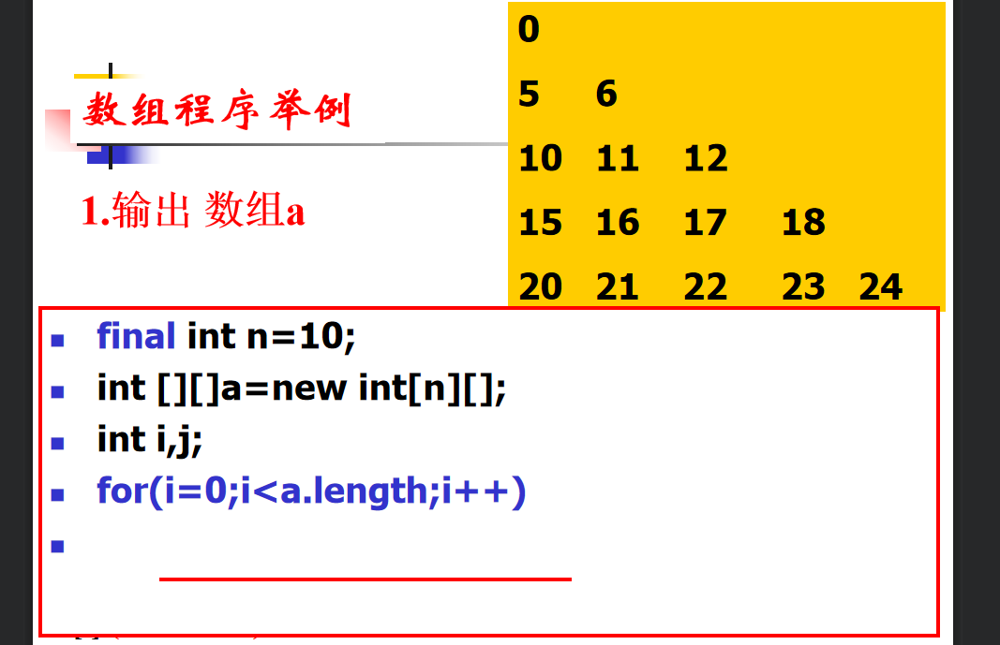 数组程序举例
1.输出 数组a
0
5 6
10 11 12
15 16 17 18
20 21 22 23 24
final int n=10;
int [][]a=new int[n][];
int i,j;
for(i=0;i<a.length;i++)